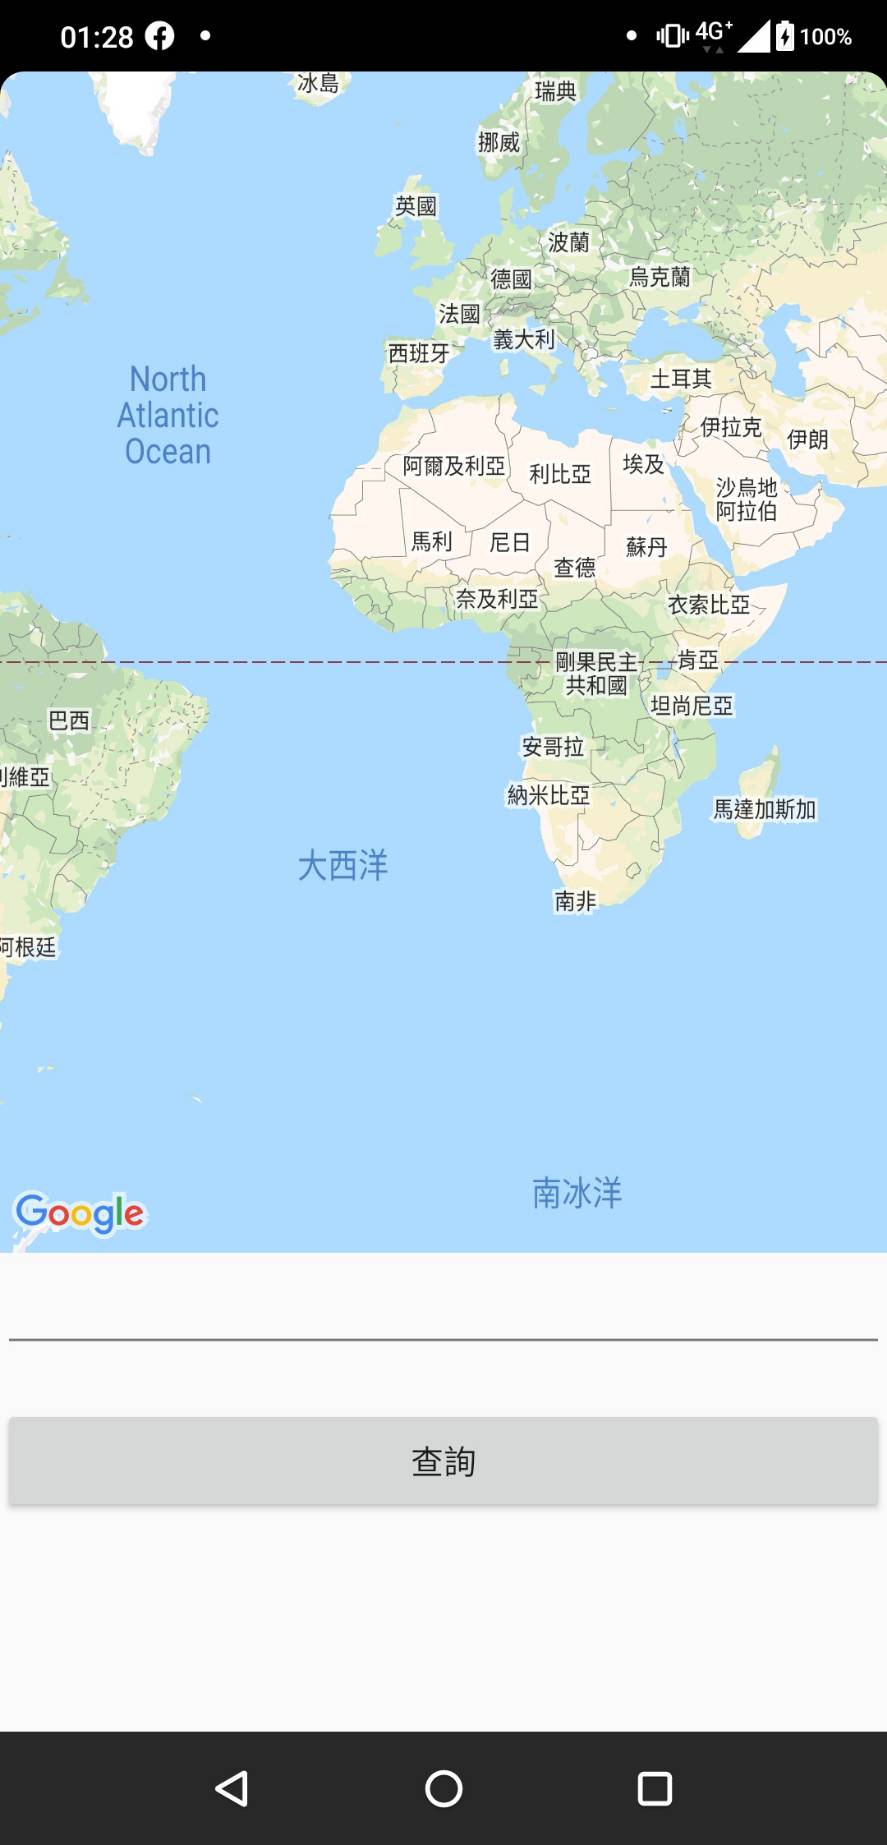 01:28
4G+
100%
冰島
瑞典
挪威
英國
波蘭
德國
烏克蘭
法國
義大利
西班牙
North
Atlantic
Ocean
土耳其
伊拉克
伊朗
阿爾及利亞
利比亞
埃及
沙烏地
阿拉伯
馬利
尼日
蘇丹
查德
奈及利亞
衣索比亞
剛果民主
共和國
肯亞
坦尚尼亞
巴西
安哥拉
利維亞
納米比亞
馬達加斯加
大西洋
南非
阿根廷
南冰洋
Google
查詢